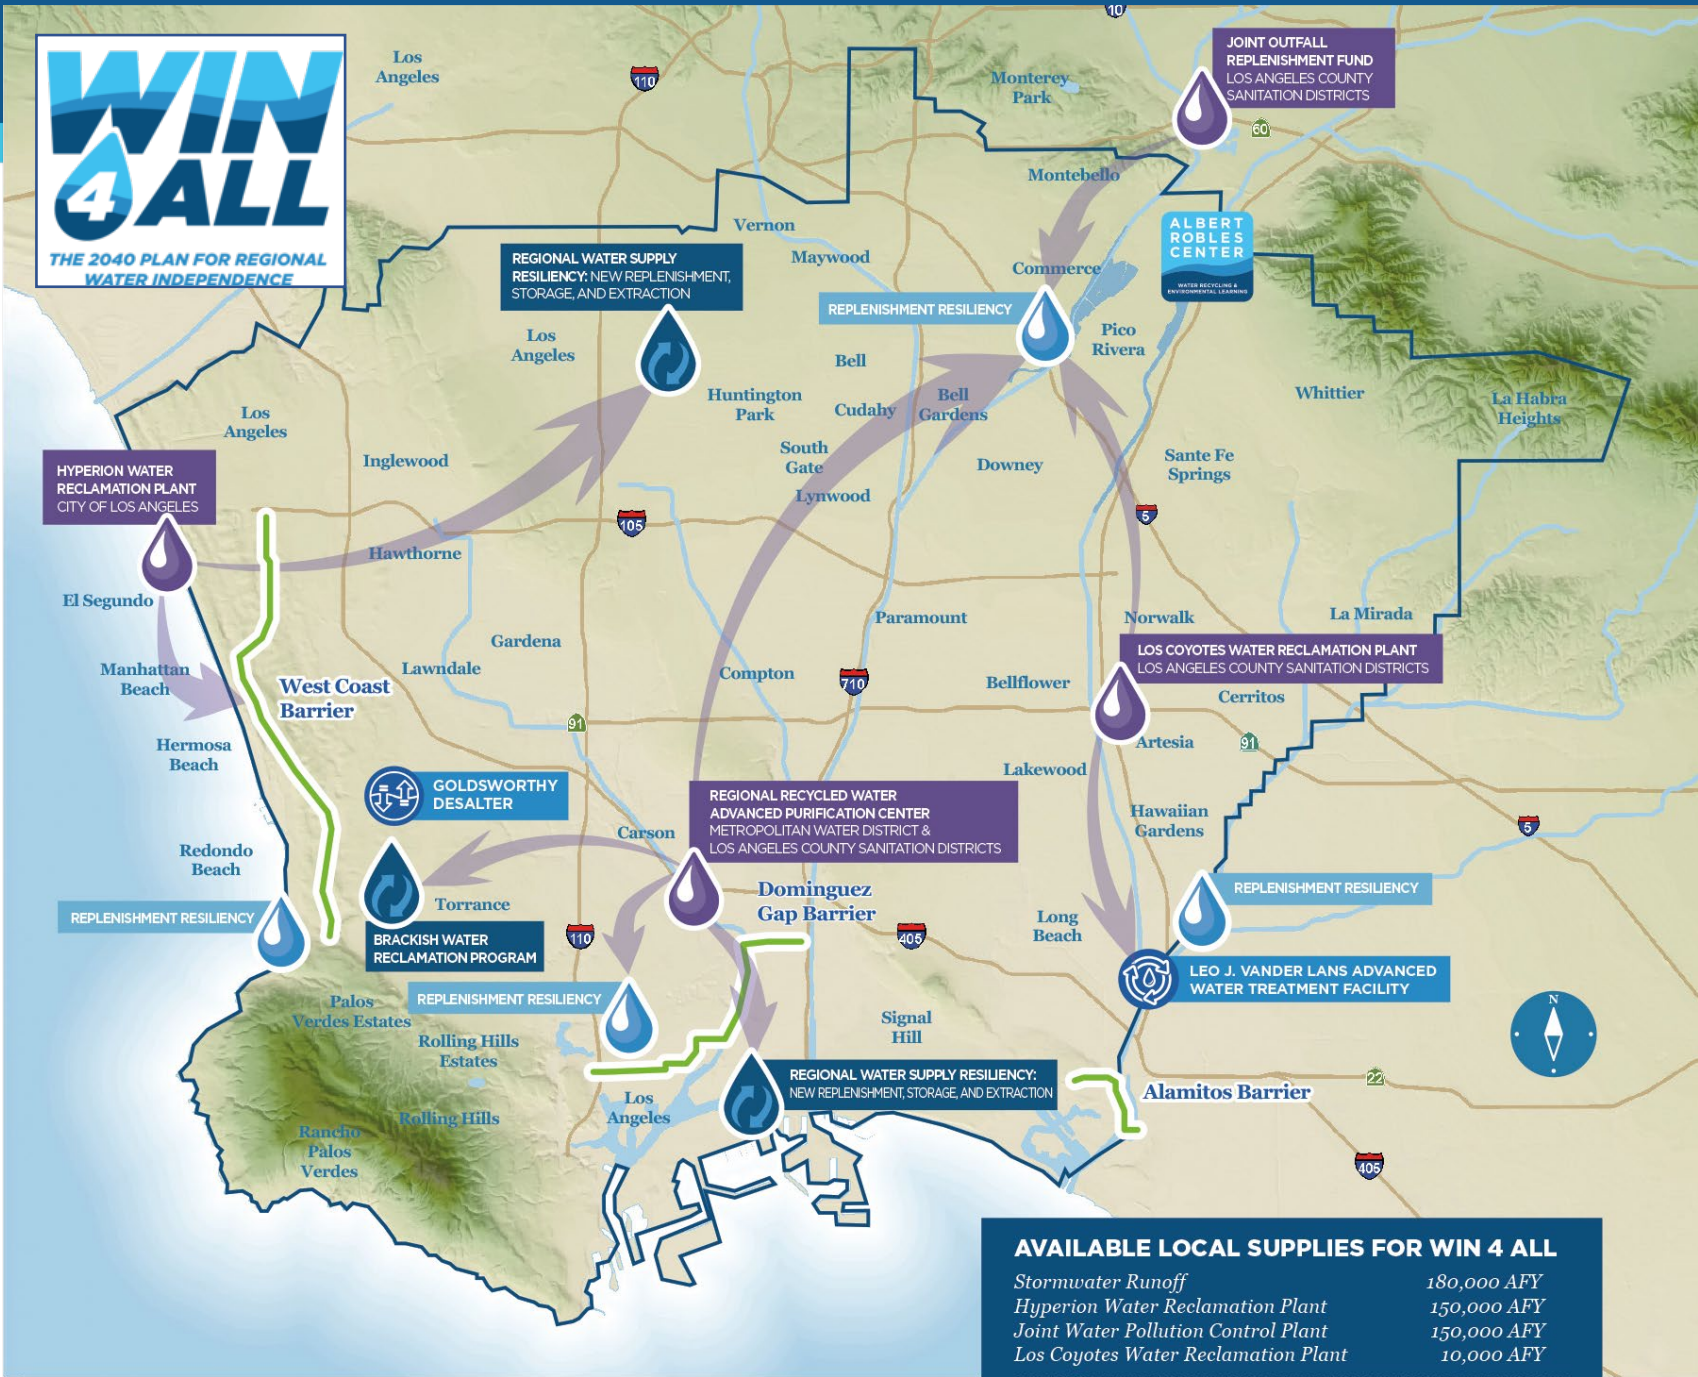 WIN
4 ALL
THE 2040 PLAN FOR REGIONAL
WATER INDEPENDENCE
Los
Angeles
110
10
Monterey
Park
JOINT OUTFALL
REPLENISHMENT FUND
LOS ANGELES COUNTY
SANITATION DISTRICTS
60
Montebello
ALBERT
ROBLES
CENTER
WATER RECYCLING &
ENVIRONMENTAL LEARNING
Vernon
Maywood
Commerce
REGIONAL WATER SUPPLY
RESILIENCY: NEW REPLENISHMENT,
STORAGE, AND EXTRACTION
REPLENISHMENT RESILIENCY
Los
Angeles
Bell
Pico
Rivera
Huntington
Park
Cudahy
Bell
Gardens
Whittier
La Habra
Heights
Los
Angeles
Inglewood
South
Gate
Lynwood
Downey
Sante Fe
Springs
HYPERION WATER
RECLAMATION PLANT
CITY OF LOS ANGELES
105
5
Hawthorne
El Segundo
Gardena
Paramount
Norwalk
La Mirada
Manhattan
Beach
Lawndale
Compton
710
Bellflower
LOS COYOTES WATER RECLAMATION PLANT
LOS ANGELES COUNTY SANITATION DISTRICTS
Cerritos
West Coast
Barrier
91
Artesia
91
Hermosa
Beach
Lakewood
GOLDSWORTHY
DESALTER
REGIONAL RECYCLED WATER
ADVANCED PURIFICATION CENTER
METROPOLITAN WATER DISTRICT &
LOS ANGELES COUNTY SANITATION DISTRICTS
Hawaiian
Gardens
5
Carson
Redondo
Beach
Dominguez
Gap Barrier
REPLENISHMENT RESILIENCY
Torrance
REPLENISHMENT RESILIENCY
BRACKISH WATER
RECLAMATION PROGRAM
110
405
Long
Beach
LEO J. VANDER LANS ADVANCED
WATER TREATMENT FACILITY
REPLENISHMENT RESILIENCY
Palos
Verdes Estates
N
Signal
Hill
Rolling Hills
Estates
REGIONAL WATER SUPPLY RESILIENCY:
NEW REPLENISHMENT, STORAGE, AND EXTRACTION
22
Alamitos Barrier
Los
Angeles
Rolling Hills
Rancho
Palos
Verdes
405
AVAILABLE LOCAL SUPPLIES FOR WIN 4 ALL
Stormwater Runoff 180,000 AFY
Hyperion Water Reclamation Plant 150,000 AFY
Joint Water Pollution Control Plant 150,000 AFY
Los Coyotes Water Reclamation Plant 10,000 AFY